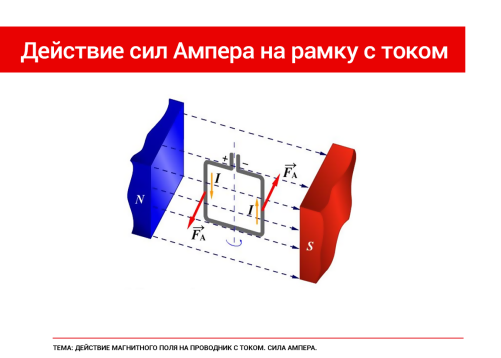 Действие сил Ампера на рамку с током
+
I
F⃗A
N
I
F⃗A
S
ТЕМА: ДЕЙСТВИЕ МАГНИТНОГО ПОЛЯ НА ПРОВОДНИК С ТОКОМ. СИЛА АМПЕРА.